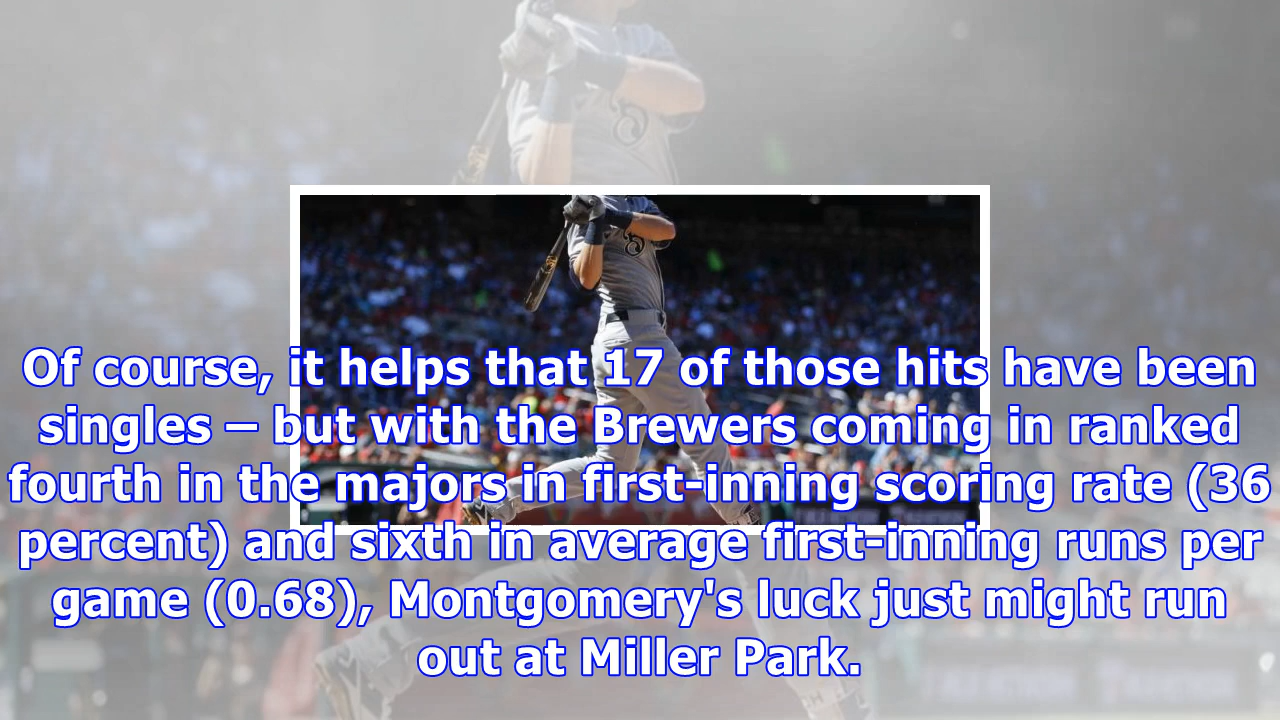 Of course, it helps that 17 of those hits have been
singles – but with the Brewers coming in ranked
fourth in the majors in first-inning scoring rate (36
percent) and sixth in average first-inning runs per
game (0.68), Montgomery's luck just might run
out at Miller Park.